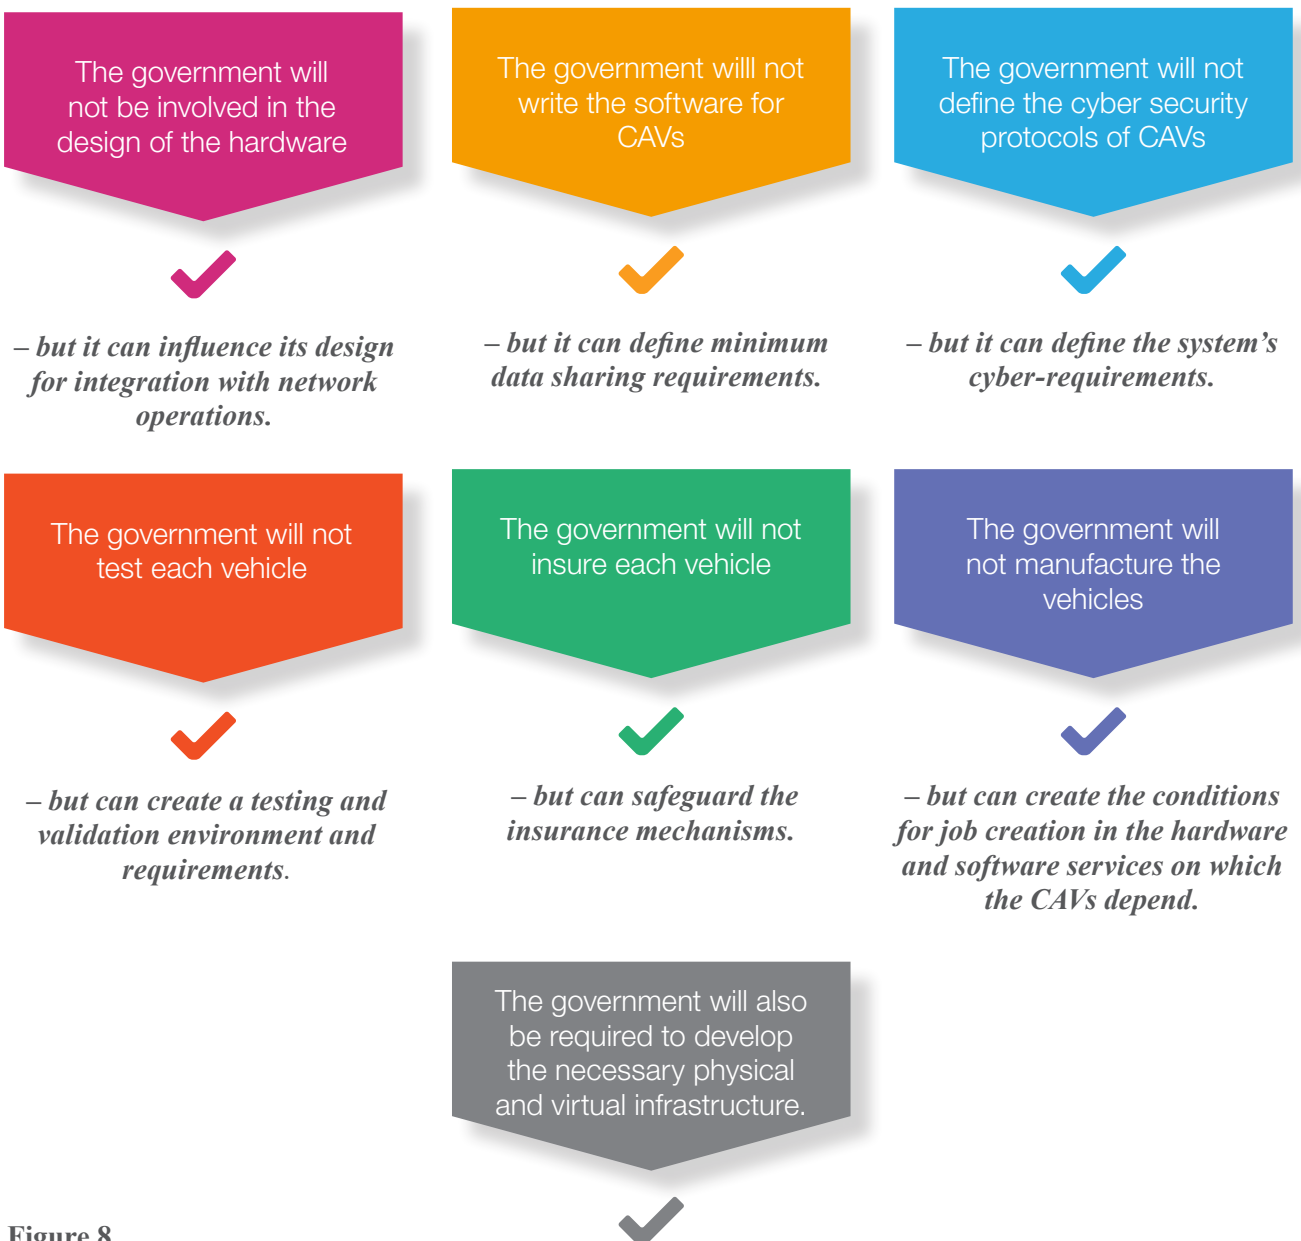 The government will
not be involved in the
design of the hardware
– but it can influence its design
for integration with network
operations.
The government willl not
write the software for
CAVs
– but it can define minimum
data sharing requirements.
The government will not
define the cyber security
protocols of CAVs
– but it can define the system’s
cyber-requirements.
The government will not
test each vehicle
– but can create a testing and
validation environment and
requirements.
The government will not
insure each vehicle
– but can safeguard the
insurance mechanisms.
The government will
not manufacture the
vehicles
– but can create the conditions
for job creation in the hardware
and software services on which
the CAVs depend.
The government will also
be required to develop
the necessary physical
and virtual infrastructure.
Figure 8